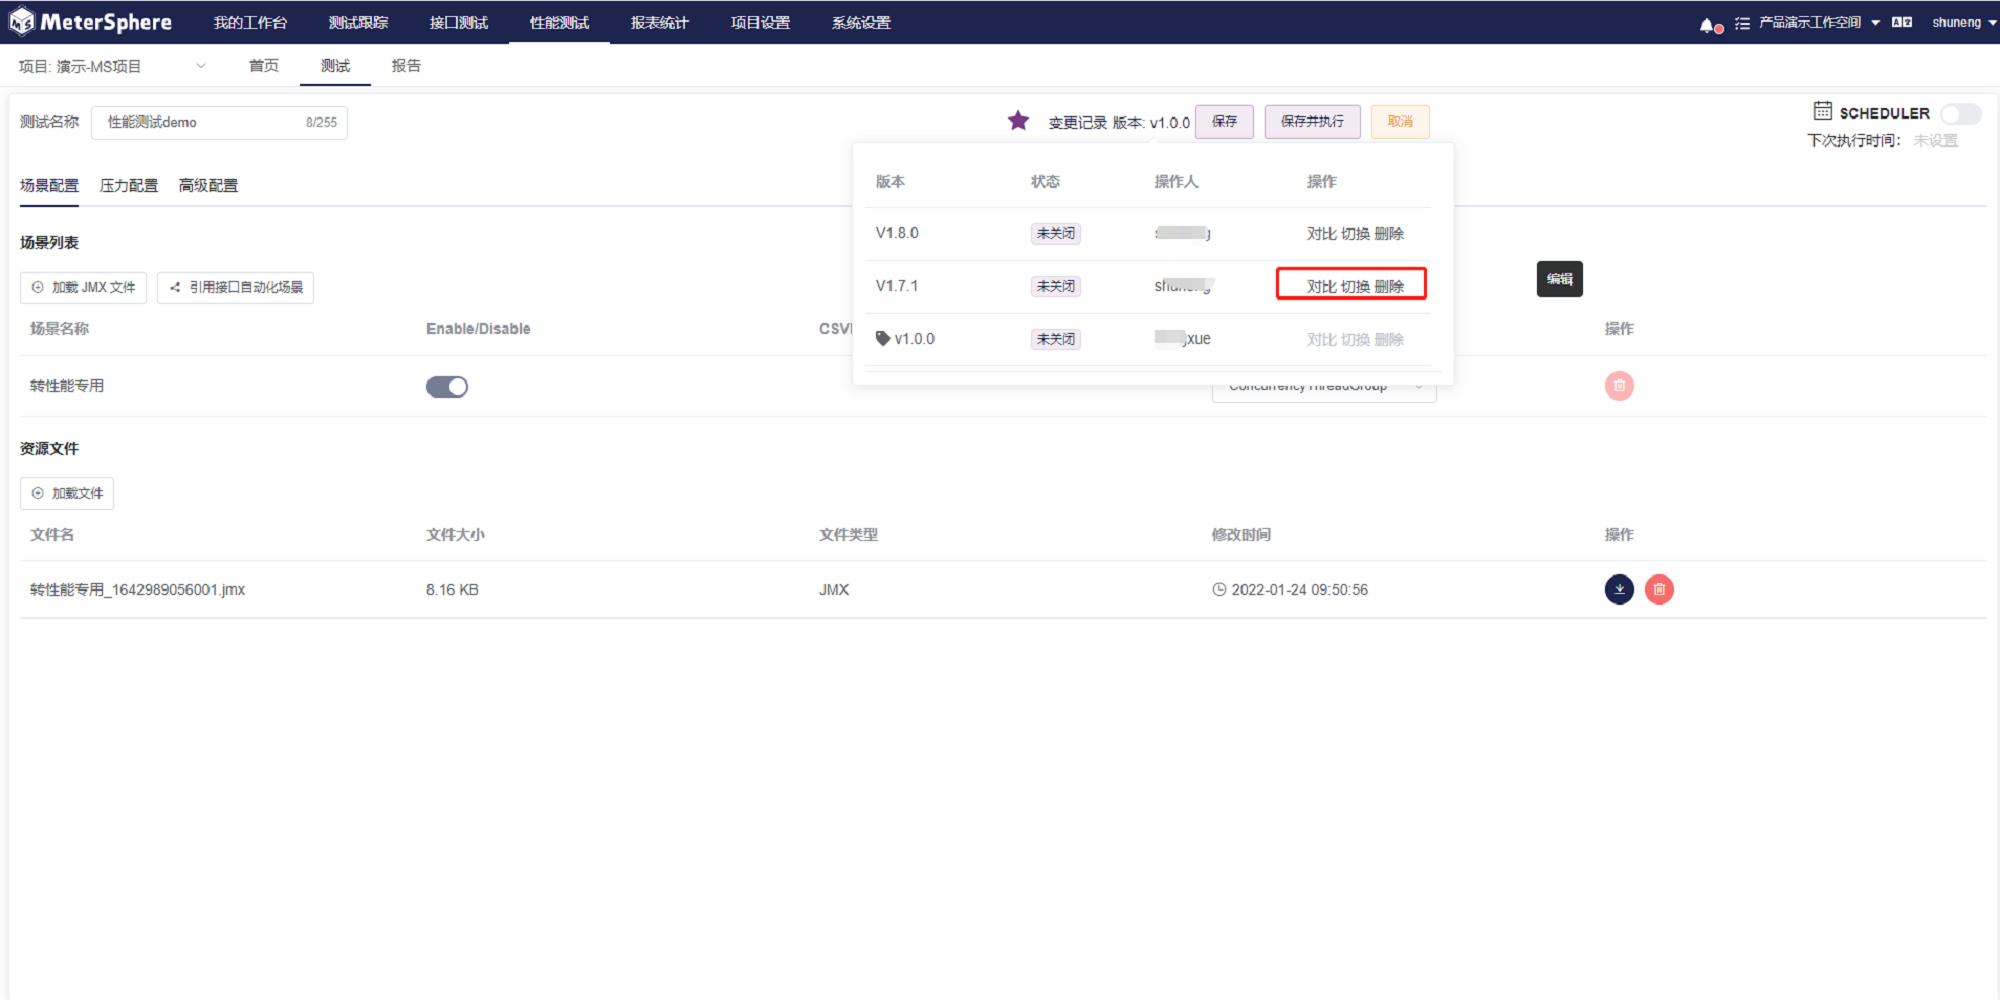 MeterSphere 我的工作台 测试跟踪 接口测试 性能测试 报表统计 项目设置 系统设置 产品演示工作空间 shuneng
项目: 演示-MS项目 首页 测试 报告
测试名称 性能测试demo 8/255 变更记录 版本: v1.0.0 保存 保存并执行 取消 SCHEDULER
下次执行时间: 未设置
场景配置 压力配置 高级配置
版本 状态 操作人 操作
V1.8.0 未关闭 对比 切换 删除
V1.7.1 未关闭 对比 切换 删除
v1.0.0 未关闭 jxue 对比 切换 删除
编辑
场景列表
加载 JMX 文件 引用接口自动化场景
场景名称 Enable/Disable CSV 操作
转性能专用 ConcurrencyThreadGroup
资源文件
加载文件
文件名 文件大小 文件类型 修改时间 操作
转性能专用_1642989056001.jmx 8.16 KB JMX 2022-01-24 09:50:56